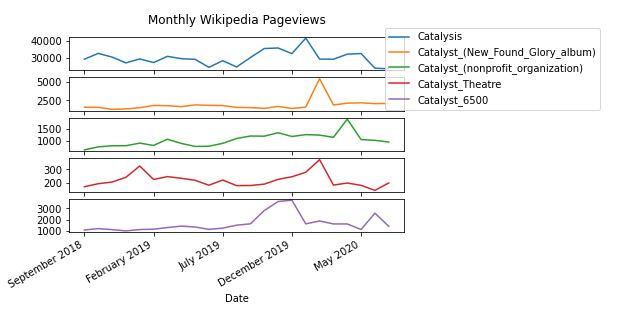 Monthly Wikipedia Pageviews
Catalysis
Catalyst_(New_Found_Glory_album)
Catalyst_(nonprofit_organization)
Catalyst_Theatre
Catalyst_6500
40000
30000
5000
2500
1500
1000
300
200
3000
2000
1000
September 2018
February 2019
July 2019
December 2019
May 2020
Date